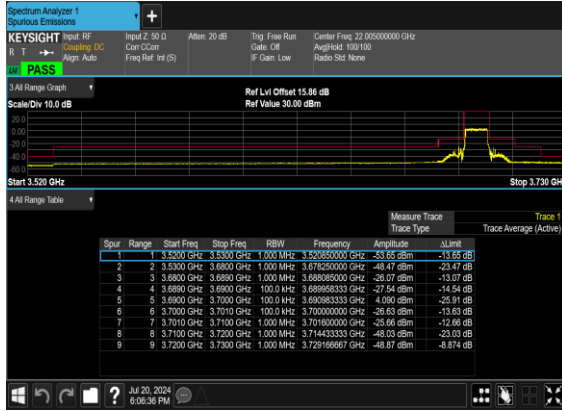 Spectrum Analyzer 1
Spurious Emissions
+
KEYSIGHT Input: RF Input Z: 50 Ω Atten: 20 dB Trig: Free Run Center Freq: 22.005000000 GHz
R T Coupling: DC Corr CCorr Gate: Off Avg|Hold: 100/100
Align: Auto Freq Ref: Int (S) IF Gain: Low Radio Std: None
PASS
3 All Range Graph
Ref Lvl Offset 15.86 dB
Scale/Div 10.0 dB Ref Value 30.00 dBm
20.0
0.00
-20.0
-40.0
-60.0
Start 3.520 GHz Stop 3.730 GH
4 All Range Table
Measure Trace Trace 1
Trace Type Trace Average (Active)
Spur Range Start Freq Stop Freq RBW Frequency Amplitude ΔLimit
1 1 3.5200 GHz 3.5300 GHz 1.000 MHz 3.520850000 GHz -53.65 dBm -13.65 dB
2 2 3.5300 GHz 3.6800 GHz 1.000 MHz 3.678250000 GHz -48.47 dBm -23.47 dB
3 3 3.6800 GHz 3.6890 GHz 1.000 MHz 3.688085000 GHz -26.07 dBm -13.07 dB
4 4 3.6890 GHz 3.6900 GHz 100.0 kHz 3.689958333 GHz -27.54 dBm -14.54 dB
5 5 3.6900 GHz 3.7000 GHz 100.0 kHz 3.690983333 GHz 4.090 dBm -25.91 dB
6 6 3.7000 GHz 3.7010 GHz 100.0 kHz 3.700000000 GHz -26.63 dBm -13.63 dB
7 7 3.7010 GHz 3.7100 GHz 1.000 MHz 3.701600000 GHz -25.66 dBm -12.66 dB
8 8 3.7100 GHz 3.7200 GHz 1.000 MHz 3.714433333 GHz -48.03 dBm -23.03 dB
9 9 3.7200 GHz 3.7300 GHz 1.000 MHz 3.729166667 GHz -48.87 dBm -8.874 dB
? Jul 20, 2024
6:06:36 PM